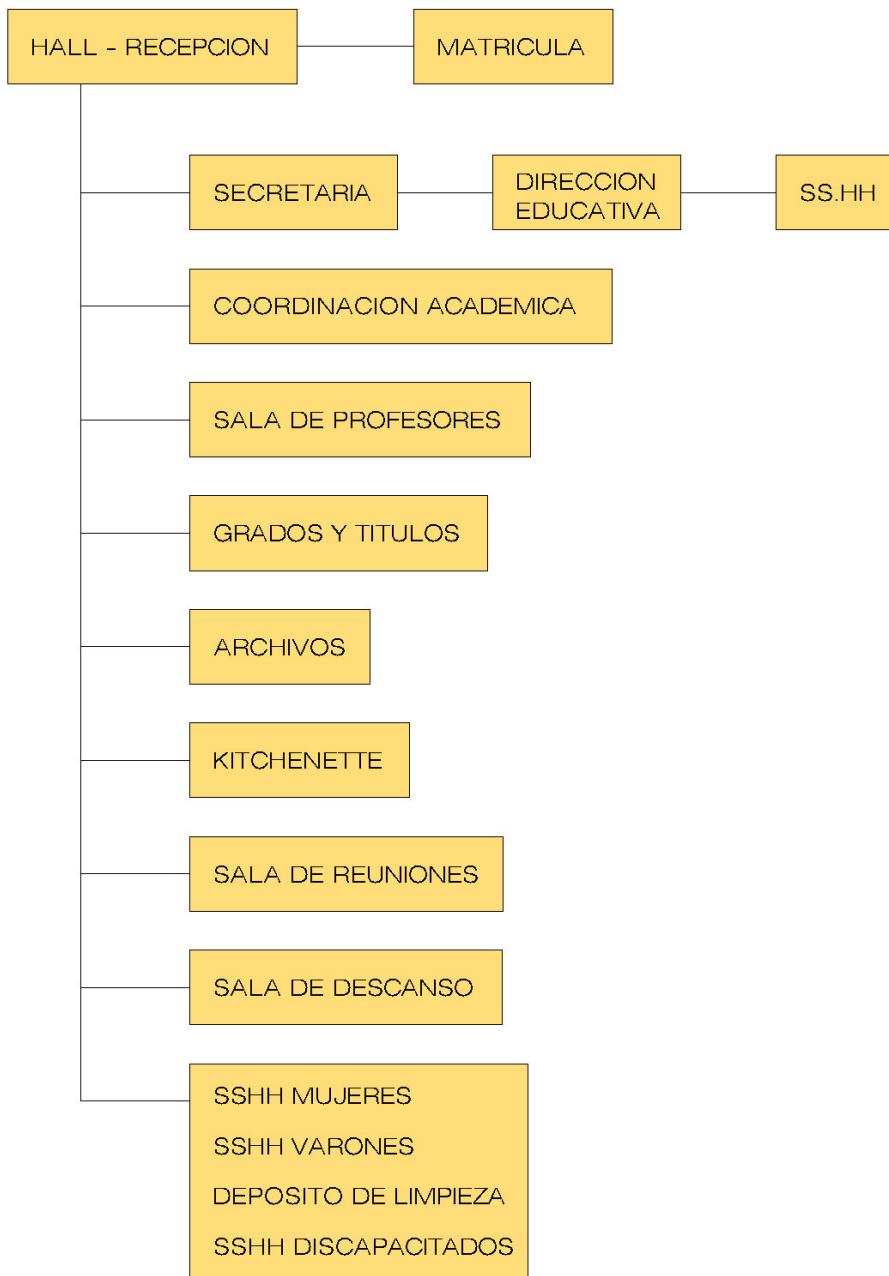 HALL - RECEPCION
MATRICULA
SECRETARIA
DIRECCION
EDUCATIVA
SS.HH
COORDINACION ACADEMICA
SALA DE PROFESORES
GRADOS Y TITULOS
ARCHIVOS
KITCHENETTE
SALA DE REUNIONES
SALA DE DESCANSO
SSHH MUJERES
SSHH VARONES
DEPOSITO DE LIMPIEZA
SSHH DISCAPACITADOS